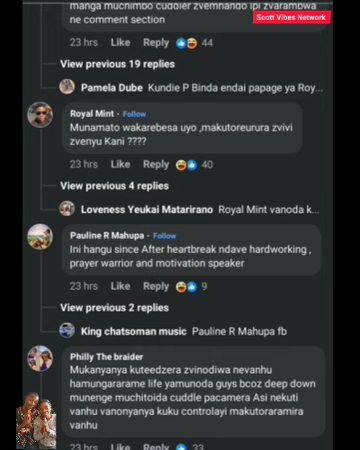 manga muchimbo cuddler zvemhando ipi zvarambwa
ne comment section
Scott Vibes Network
23 hrs Like Reply 44
View previous 19 replies
Pamela Dube Kundie P Binda endai papage ya Roy...
Royal Mint · Follow
Munamato wakarebesa uyo ,makutoreurura zvivi
zvenyu Kani ????
23 hrs Like Reply 40
View previous 4 replies
Loveness Yeukai Matarirano Royal Mint vanoda k...
Pauline R Mahupa · Follow
Ini hangu since After heartbreak ndave hardworking ,
prayer warrior and motivation speaker
23 hrs Like Reply 9
View previous 2 replies
King chatsoman music Pauline R Mahupa fb
Philly The braider
Mukanyanya kuteedzera zvinodiwa nevanhu
hamungararame life yamunoda guys bcoz deep down
munenge muchitoida cuddle pacamera Asi nekuti
vanhu vanonyanya kuku controlayi makutoraramira
vanhu
23 hrs Like Reply 33